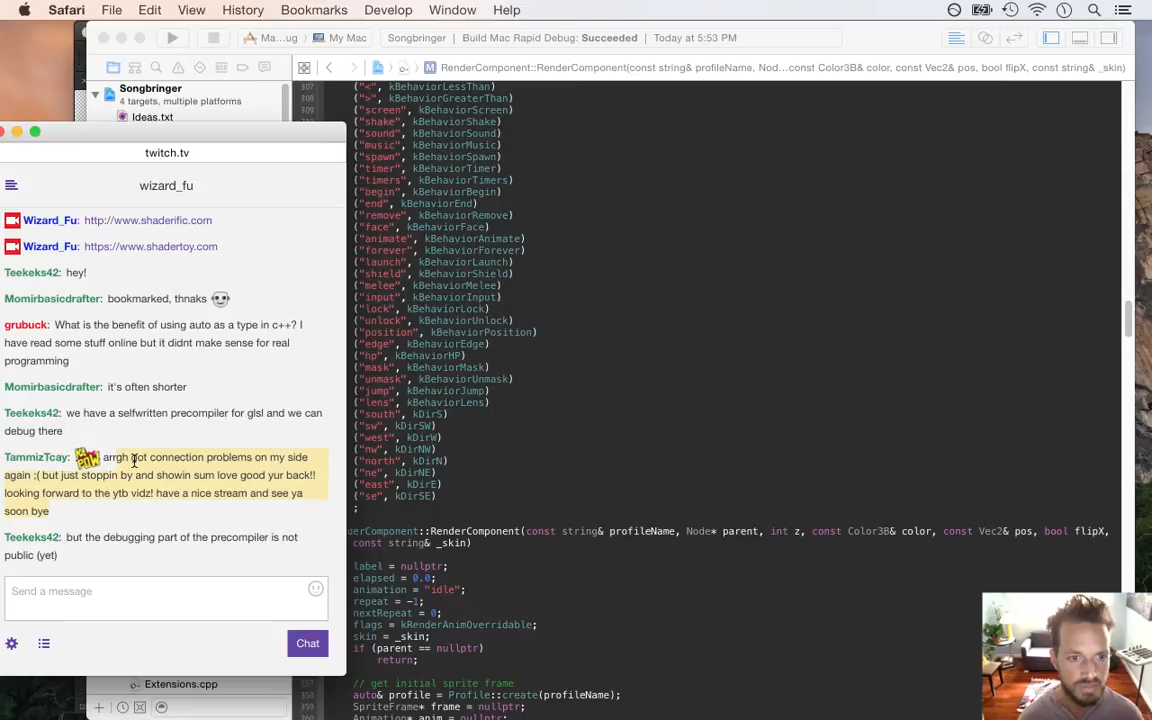 Safari File Edit View History Bookmarks Develop Window Help
Ma...ug My Mac Songbringer Build Mac Rapid Debug: Succeeded Today at 5:53 PM
RenderComponent::RenderComponent(const string& profileName, Nod...const Color3B& color, const Vec2& pos, bool flipX, const string& _skin)
Songbringer
4 targets, multiple platforms
Ideas.txt
twitch.tv
wizard_fu
Wizard_Fu: http://www.shaderific.com
Wizard_Fu: https://www.shadertoy.com
Teekeks42: hey!
Momirbasicdrafter: bookmarked, thnaks
grubuck: What is the benefit of using auto as a type in c++? I
have read some stuff online but it didnt make sense for real
programming
Momirbasicdrafter: it's often shorter
Teekeks42: we have a selfwritten precompiler for glsl and we can
debug there
TammizTcay: arrgh got connection problems on my side
again ;( but just stoppin by and showin sum love good yur back!!
looking forward to the ytb vidz! have a nice stream and see ya
soon bye
Teekeks42: but the debugging part of the precompiler is not
public (yet)
Send a message
Chat
Extensions.cpp
307 ("<", kBehaviorLessThan)
308 (">", kBehaviorGreaterThan)
309 ("screen", kBehaviorScreen)
("shake", kBehaviorShake)
("sound", kBehaviorSound)
("music", kBehaviorMusic)
("spawn", kBehaviorSpawn)
("timer", kBehaviorTimer)
("timers", kBehaviorTimers)
("begin", kBehaviorBegin)
("end", kBehaviorEnd)
("remove", kBehaviorRemove)
("face", kBehaviorFace)
("animate", kBehaviorAnimate)
("forever", kBehaviorForever)
("launch", kBehaviorLaunch)
("shield", kBehaviorShield)
("melee", kBehaviorMelee)
("input", kBehaviorInput)
("lock", kBehaviorLock)
("unlock", kBehaviorUnlock)
("position", kBehaviorPosition)
("edge", kBehaviorEdge)
("hp", kBehaviorHP)
("mask", kBehaviorMask)
("unmask", kBehaviorUnmask)
("jump", kBehaviorJump)
("lens", kBehaviorLens)
("south", kDirS)
("sw", kDirSW)
("west", kDirW)
("nw", kDirNW)
("north", kDirN)
("ne", kDirNE)
("east", kDirE)
("se", kDirSE)
;
derComponent::RenderComponent(const string& profileName, Node* parent, int z, const Color3B& color, const Vec2& pos, bool flipX,
const string& _skin)
label = nullptr;
elapsed = 0.0;
animation = "idle";
repeat = -1;
nextRepeat = 0;
flags = kRenderAnimOverridable;
skin = _skin;
if (parent == nullptr)
return;
// get initial sprite frame
358 auto& profile = Profile::create(profileName);
359 SpriteFrame* frame = nullptr;
360 Animation* anim = nullptr;